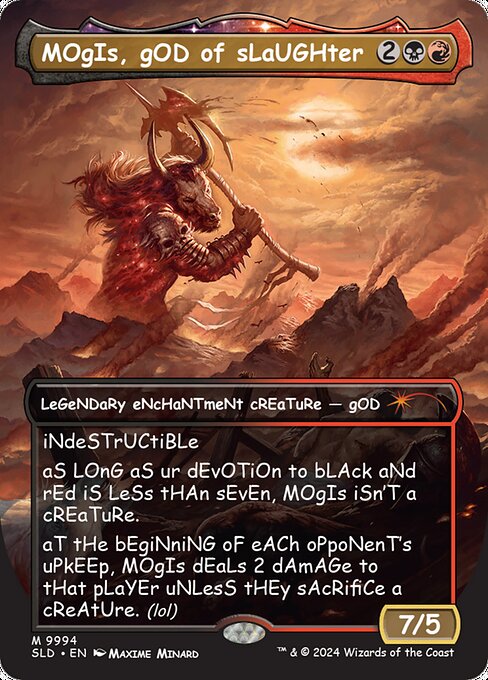 MOgIs, gOD of sLaUGHter 2
LeGeNDaRy eNcHaNTmeNt cREaTuRe — gOD
iNdeSTrUCtiBLe
aS LOnG aS ur dEvOTiOn to bLAck aNd
rEd iS LeSs tHAn sEvEn, MOgIs iSn'T a
cREaTuRe.
aT tHe bEgiNniNg OF eACh oPpoNenT's
uPkEEp, MOgIs dEaLs 2 dAmAGe to
tHat pLAyER uNLesS tHEy sAcRifiCe a
cReAtURe. (lol)
7/5
M 9994
SLD • EN Maxime Minard
™ & © 2024 Wizards of the Coast